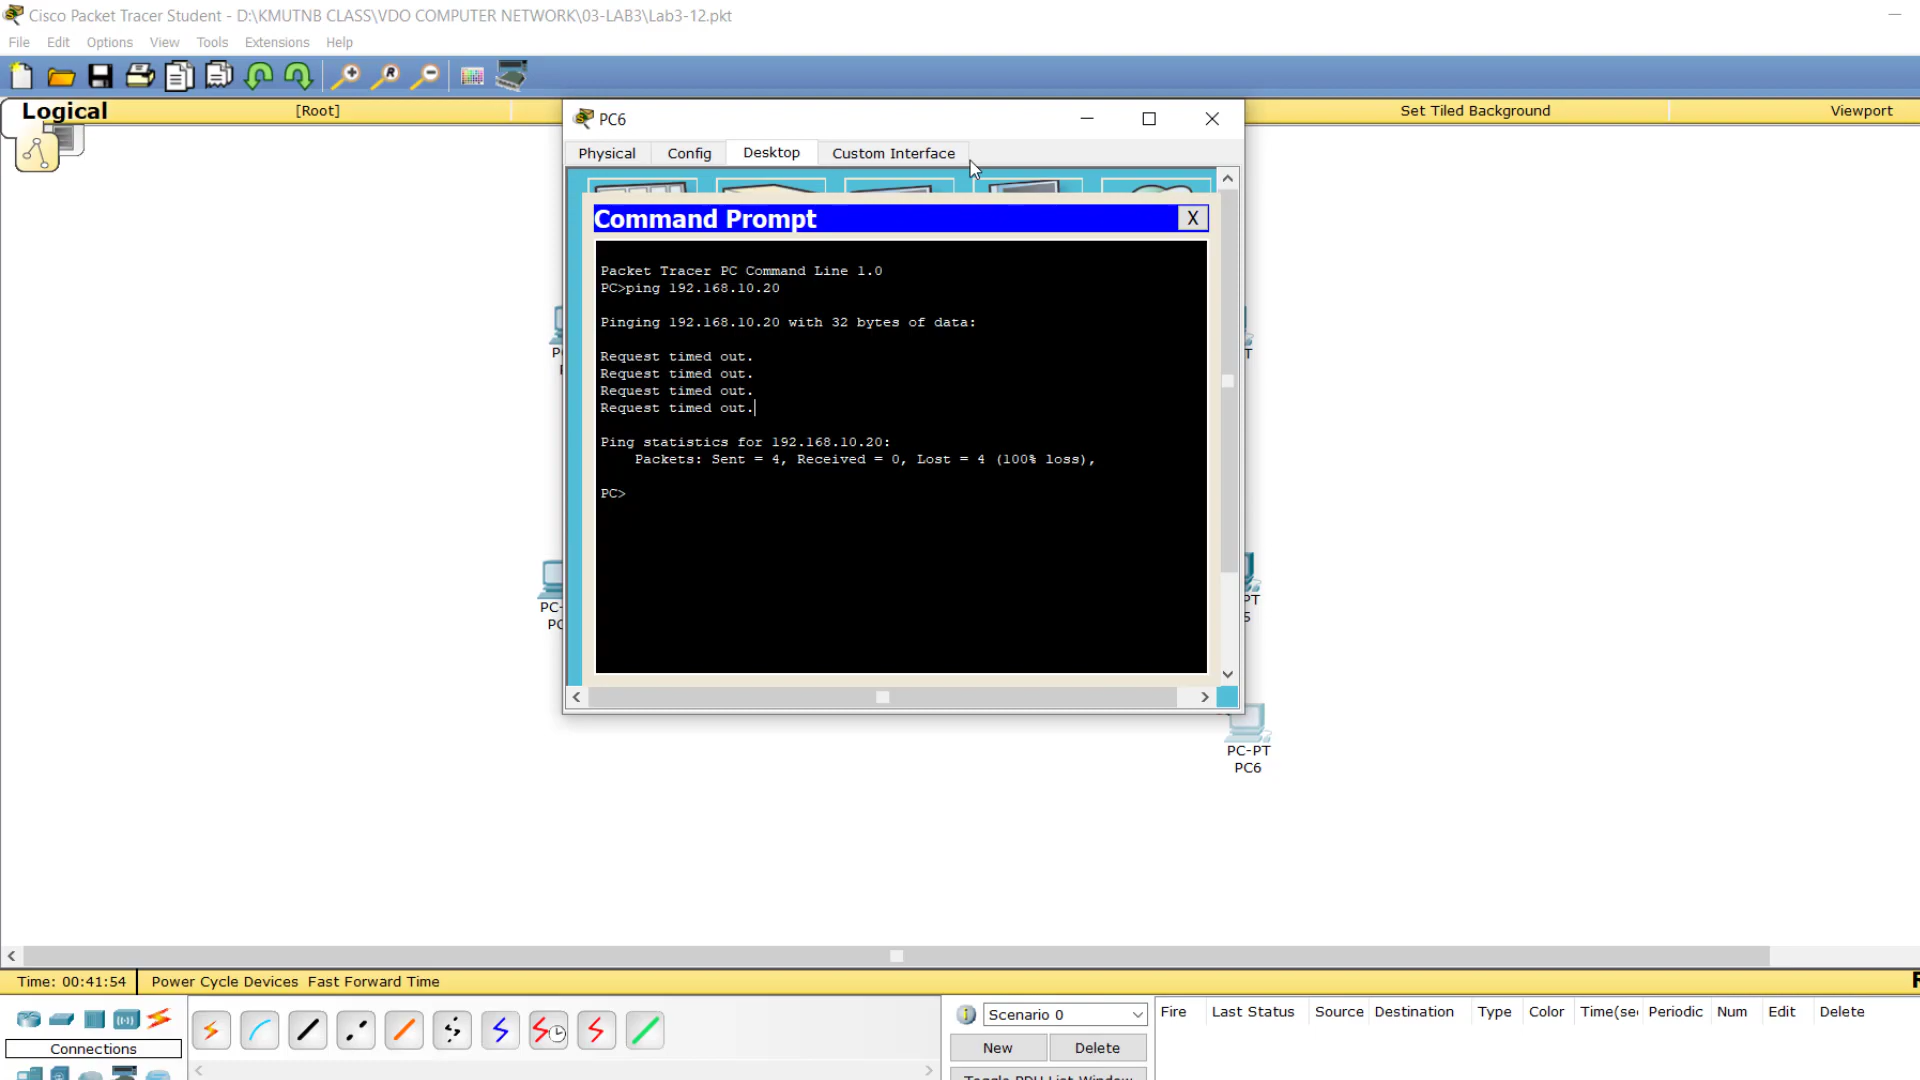 Cisco Packet Tracer Student - D:\KMUTNB CLASS\VDO COMPUTER NETWORK\03-LAB3\Lab3-12.pkt
File Edit Options View Tools Extensions Help
Logical [Root] Set Tiled Background Viewport
PC6
Physical Config Desktop Custom Interface
Command Prompt X
Packet Tracer PC Command Line 1.0
PC>ping 192.168.10.20
Pinging 192.168.10.20 with 32 bytes of data:
Request timed out.
Request timed out.
Request timed out.
Request timed out.
Ping statistics for 192.168.10.20:
Packets: Sent = 4, Received = 0, Lost = 4 (100% loss),
PC>
PC-PT
PC6
Time: 00:41:54 Power Cycle Devices Fast Forward Time
Connections
Scenario 0
New Delete
Fire Last Status Source Destination Type Color Time(sec Periodic Num Edit Delete
Toggle PDU List Window